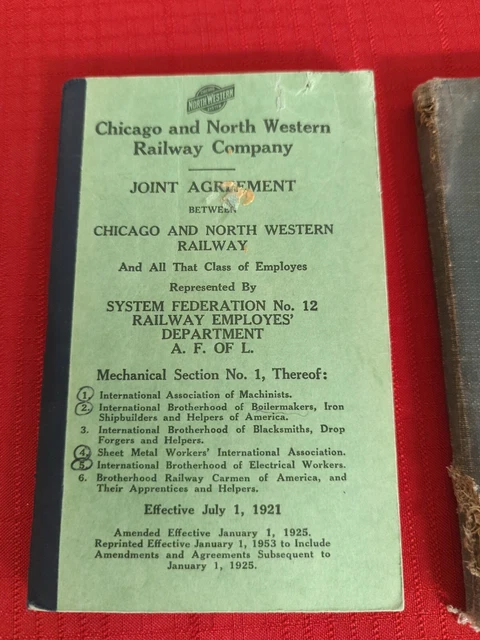 NORTH WESTERN
Chicago and North Western
Railway Company
JOINT AGREEMENT
BETWEEN
CHICAGO AND NORTH WESTERN
RAILWAY
And All That Class of Employes
Represented By
SYSTEM FEDERATION No. 12
RAILWAY EMPLOYES'
DEPARTMENT
A. F. OF L.
Mechanical Section No. 1, Thereof:
1. International Association of Machinists.
2. International Brotherhood of Boilermakers, Iron
Shipbuilders and Helpers of America.
3. International Brotherhood of Blacksmiths, Drop
Forgers and Helpers.
4. Sheet Metal Workers' International Association.
5. International Brotherhood of Electrical Workers.
6. Brotherhood Railway Carmen of America, and
Their Apprentices and Helpers.
Effective July 1, 1921
Amended Effective January 1, 1925.
Reprinted Effective January 1, 1953 to Include
Amendments and Agreements Subsequent to
January 1, 1925.